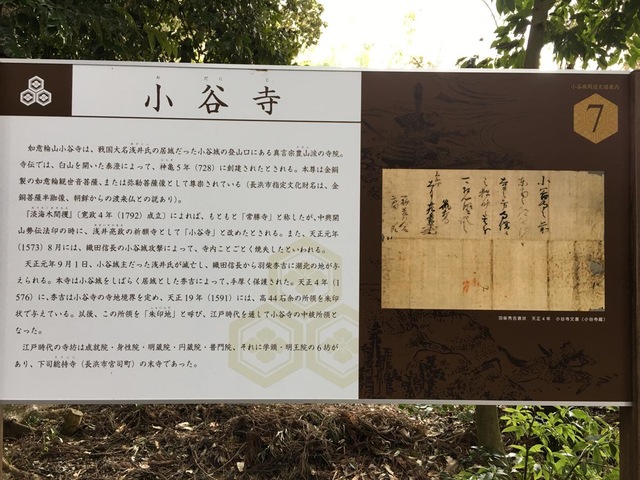 お だに じ
小谷寺
如意輪山小谷寺は、戦国大名浅井氏の居城だった小谷城の登山口にある真言宗豊山派の寺院。
寺伝では、白山を開いた泰澄によって、神亀5年(728)に創建されたとされる。本尊は金銅
製の如意輪観世音菩薩、または弥勒菩薩像として尊崇されている(長浜市指定文化財名は、金
銅菩薩半跏像、朝鮮からの渡来仏との説あり)。
『淡海木間攫』(寛政4年(1792)成立)によれば、もともと「常勝寺」と称したが、中興開
山参伝法印の時に、浅井亮政の祈願寺として「小谷寺」と改めたとされる。また、天正元年
(1573)8月には、織田信長の小谷城攻撃によって、寺内ことごとく焼失したといわれる。
天正元年9月1日、小谷城主だった浅井氏が滅亡し、織田信長から羽柴秀吉に湖北の地が与
えられる。本寺は小谷城をしばらく居城とした秀吉によって、手厚く保護された。天正4年(1
576)に、秀吉は小谷寺の寺地境界を定め、天正19年(1591)には、高44石余の所領を朱印
状で与えている。以後、この所領を「朱印地」と呼び、江戸時代を通して小谷寺の中核所領と
なった。
江戸時代の寺坊は成就院・身性院・明蔵院・円蔵院・普門院、それに学頭・明王院の6坊が
あり、下司総持寺(長浜市宮司町)の末寺であった。
7
羽柴秀吉書状 天正4年 小谷寺文書(小谷寺蔵)